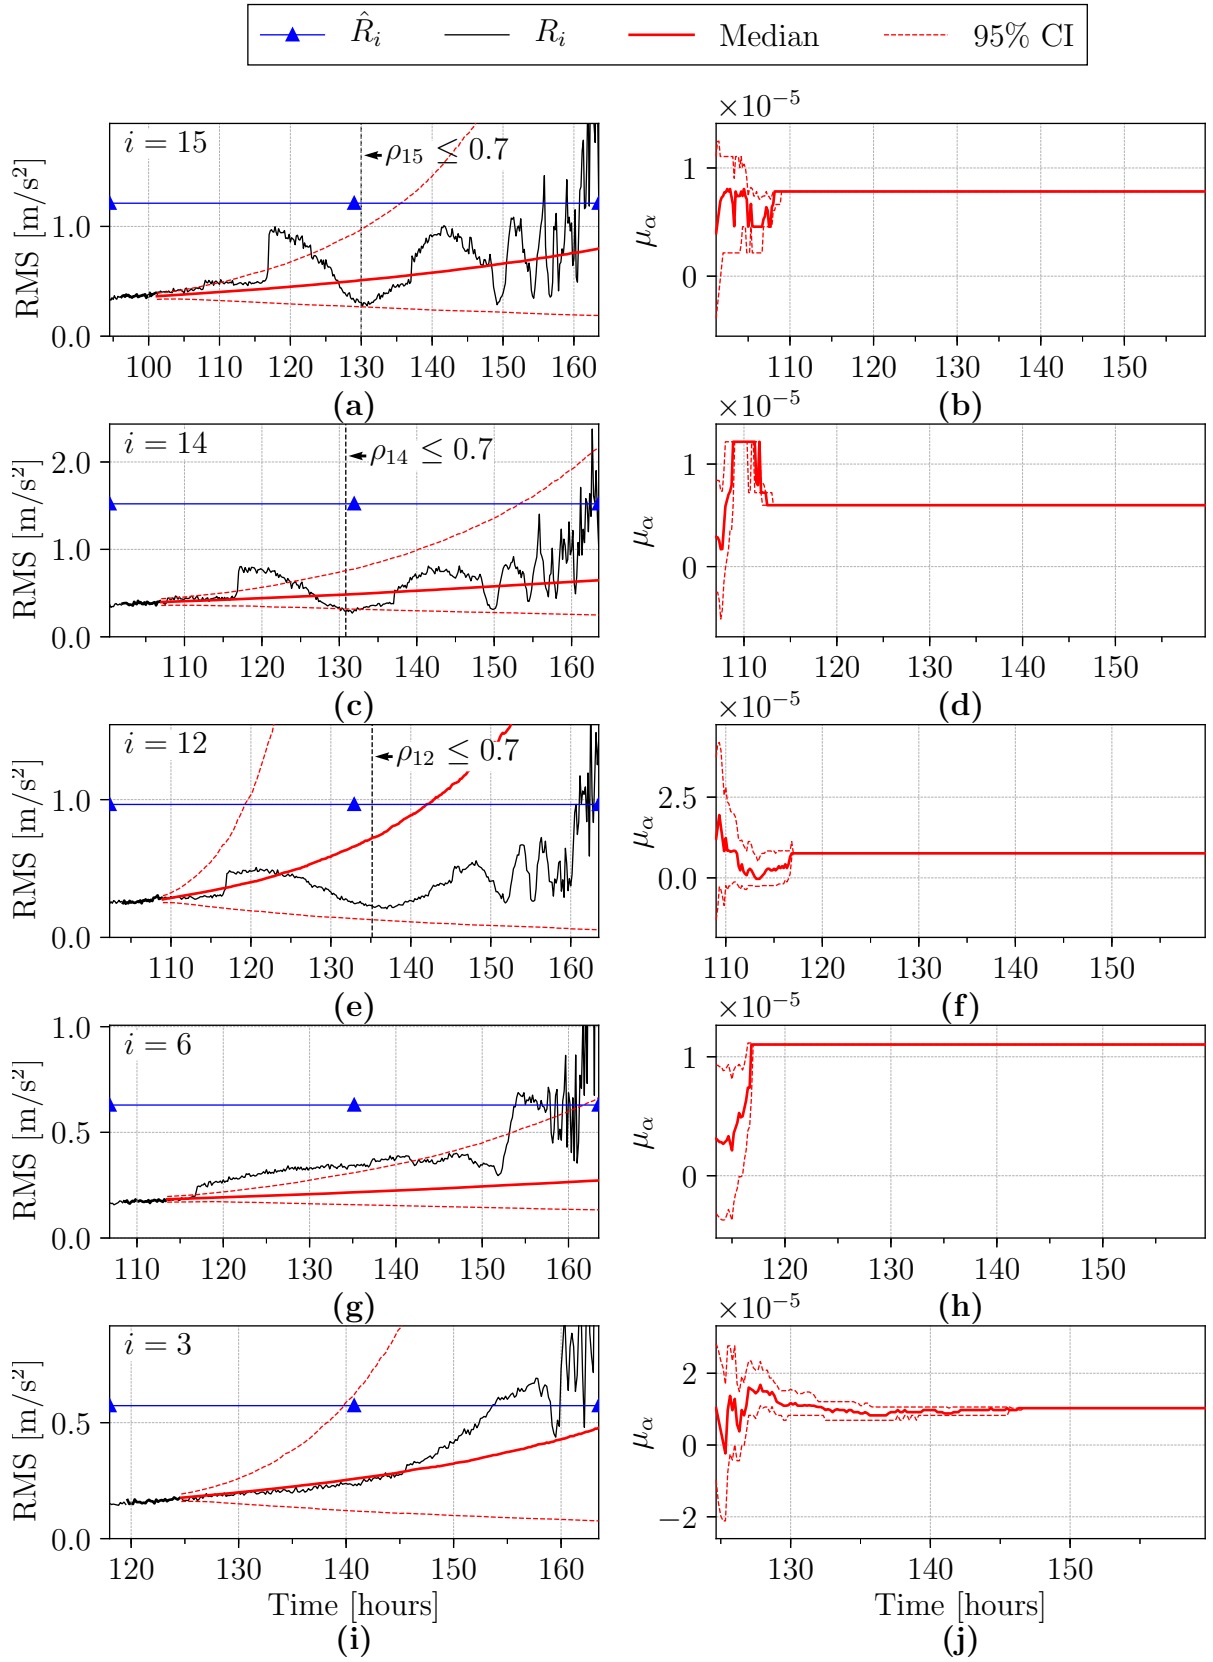 R̂ᵢ Rᵢ Median 95% CI
i = 15
ρ₁₅ ≤ 0.7
RMS [m/s²]
1.0
0.0
100 110 120 130 140 150 160
(a)
×10⁻⁵
μ_α
1
0
110 120 130 140 150
(b)
i = 14
ρ₁₄ ≤ 0.7
RMS [m/s²]
2.0
1.0
0.0
110 120 130 140 150 160
(c)
×10⁻⁵
μ_α
1
0
110 120 130 140 150
(d)
i = 12
ρ₁₂ ≤ 0.7
RMS [m/s²]
1.0
0.0
110 120 130 140 150 160
(e)
×10⁻⁵
μ_α
2.5
0.0
110 120 130 140 150
(f)
i = 6
RMS [m/s²]
1.0
0.5
0.0
110 120 130 140 150 160
(g)
×10⁻⁵
μ_α
1
0
120 130 140 150
(h)
i = 3
RMS [m/s²]
0.5
0.0
120 130 140 150 160
Time [hours]
(i)
×10⁻⁵
μ_α
2
0
−2
130 140 150
Time [hours]
(j)